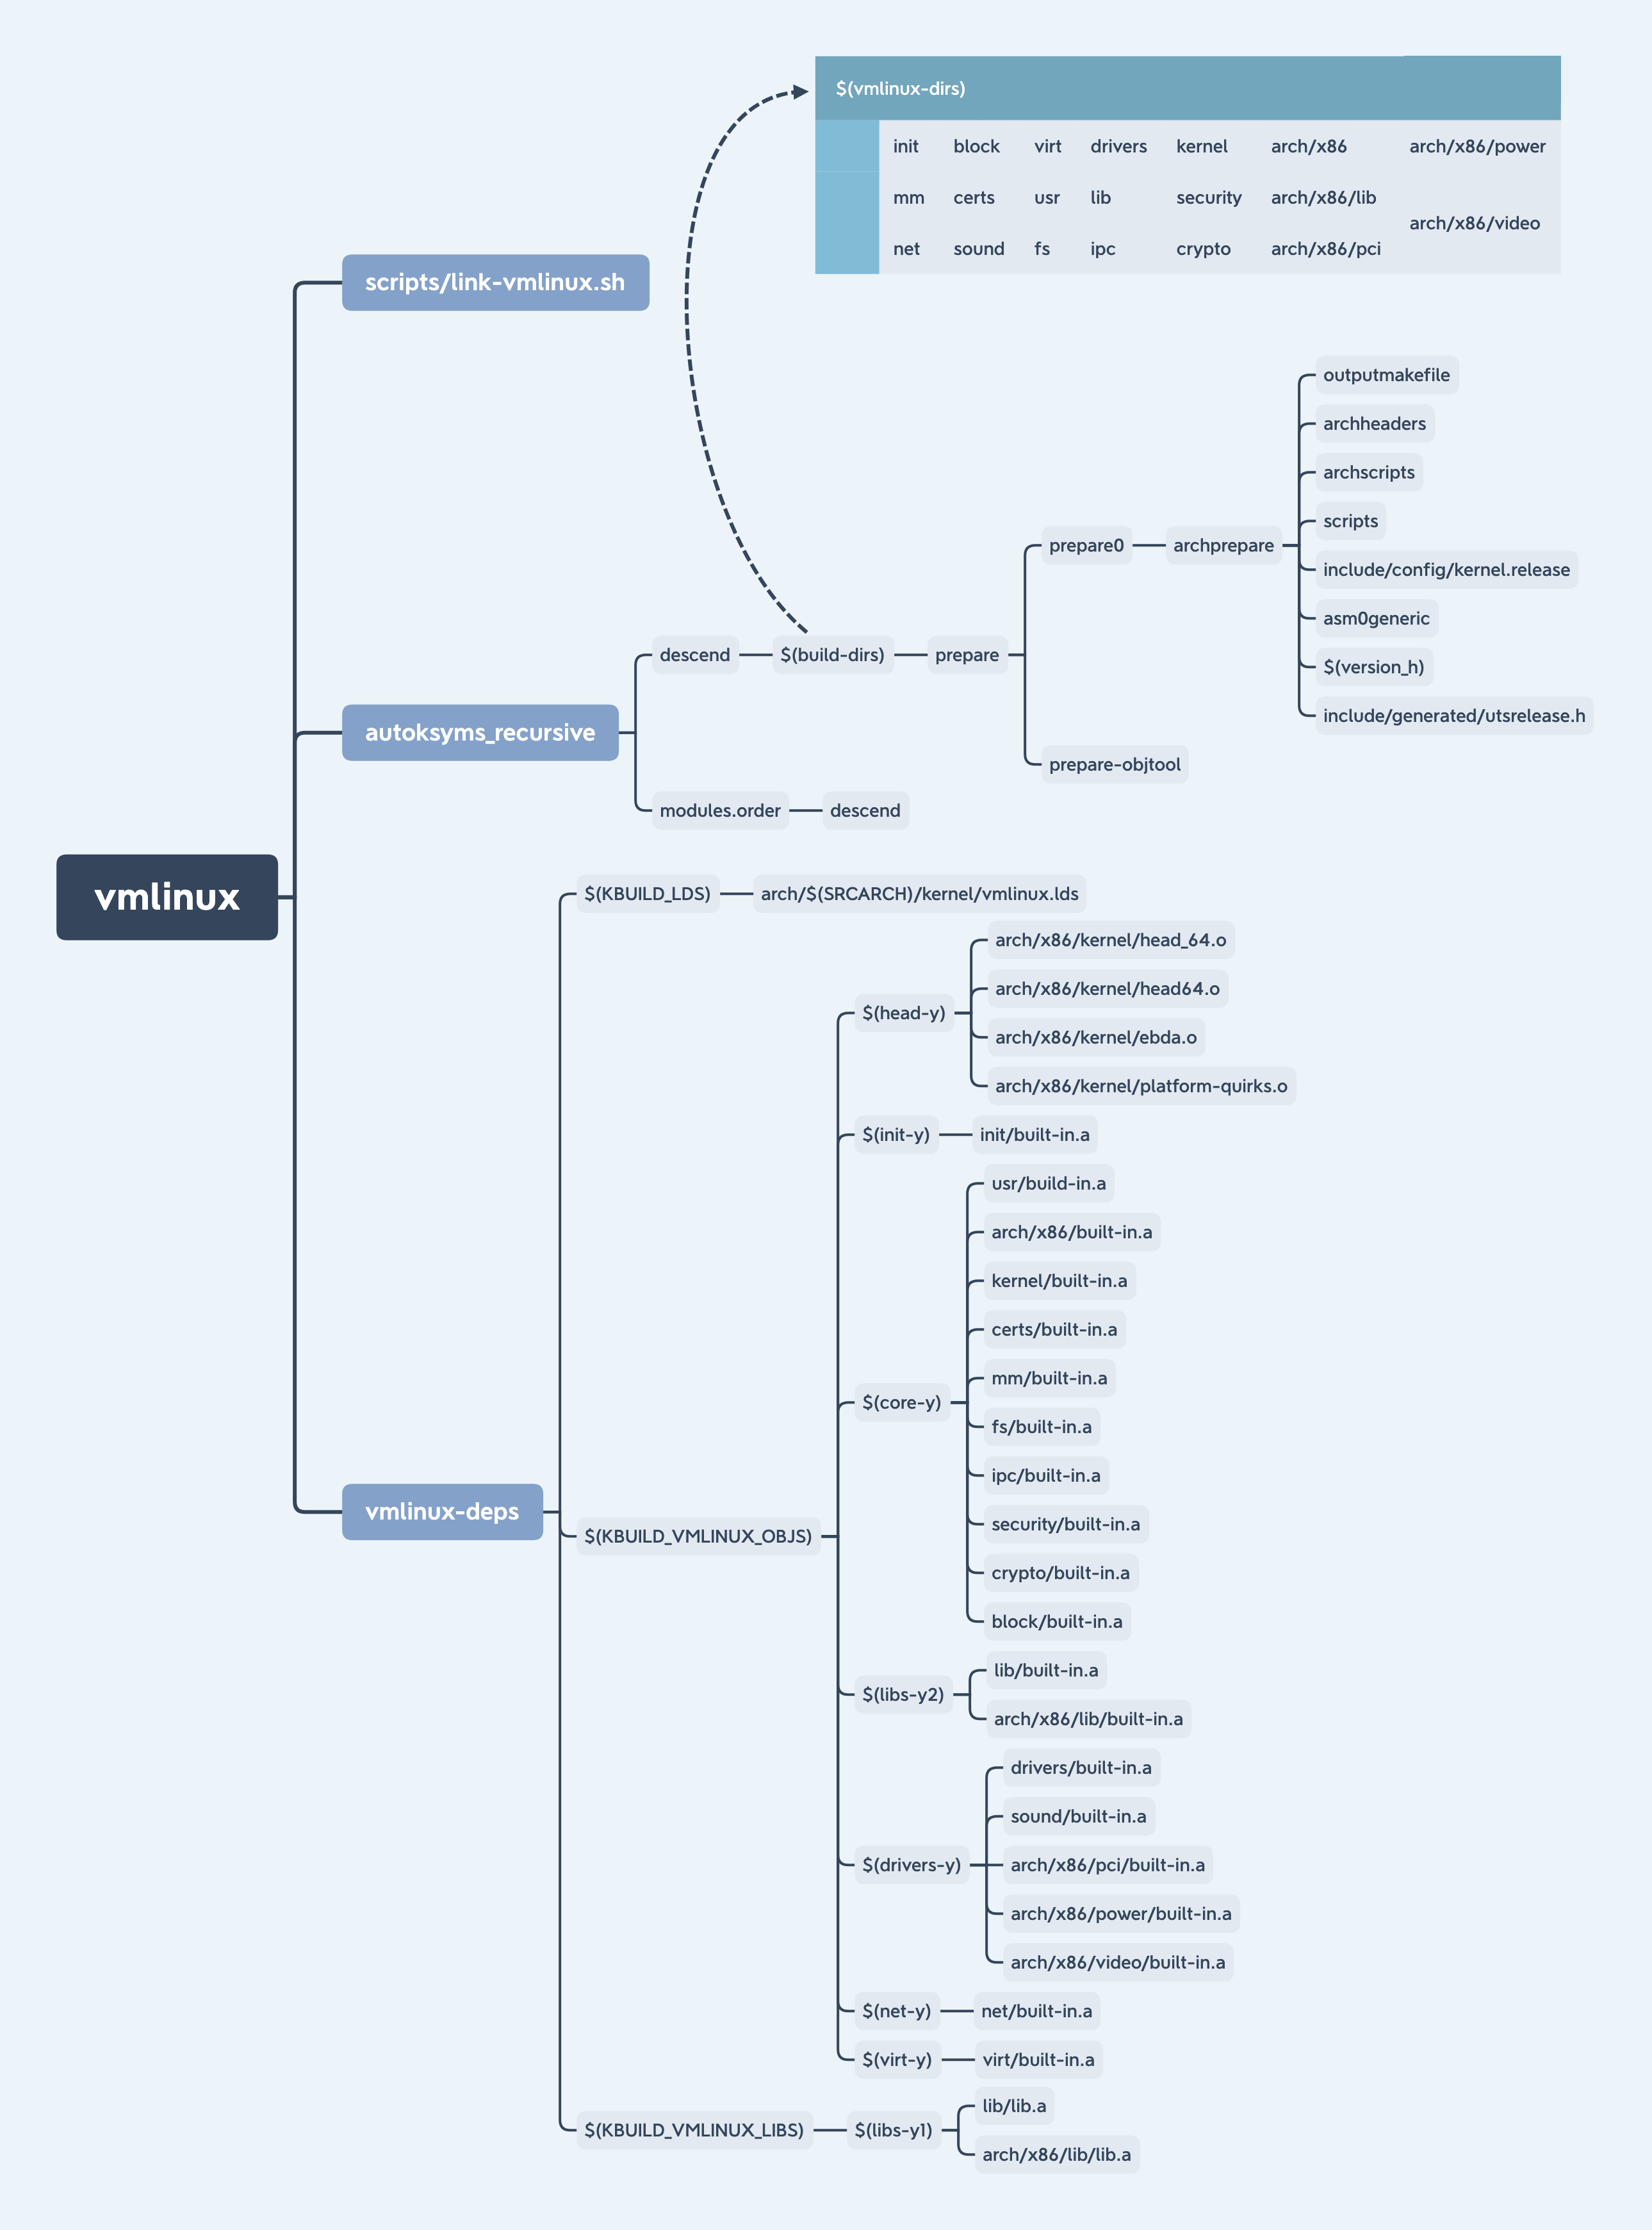 $(vmlinux-dirs)
init block virt drivers kernel arch/x86 arch/x86/power
mm certs usr lib security arch/x86/lib
arch/x86/video
net sound fs ipc crypto arch/x86/pci
scripts/link-vmlinux.sh
outputmakefile
archheaders
archscripts
scripts
prepare0 archprepare
include/config/kernel.release
asm0generic
descend $(build-dirs) prepare
$(version_h)
include/generated/utsrelease.h
autoksyms_recursive
prepare-objtool
modules.order descend
vmlinux
$(KBUILD_LDS) arch/$(SRCARCH)/kernel/vmlinux.lds
arch/x86/kernel/head_64.o
arch/x86/kernel/head64.o
$(head-y)
arch/x86/kernel/ebda.o
arch/x86/kernel/platform-quirks.o
$(init-y) init/built-in.a
usr/build-in.a
arch/x86/built-in.a
kernel/built-in.a
certs/built-in.a
mm/built-in.a
$(core-y)
fs/built-in.a
ipc/built-in.a
vmlinux-deps
security/built-in.a
$(KBUILD_VMLINUX_OBJS)
crypto/built-in.a
block/built-in.a
lib/built-in.a
$(libs-y2)
arch/x86/lib/built-in.a
drivers/built-in.a
sound/built-in.a
$(drivers-y) arch/x86/pci/built-in.a
arch/x86/power/built-in.a
arch/x86/video/built-in.a
$(net-y) net/built-in.a
$(virt-y) virt/built-in.a
lib/lib.a
$(KBUILD_VMLINUX_LIBS) $(libs-y1)
arch/x86/lib/lib.a